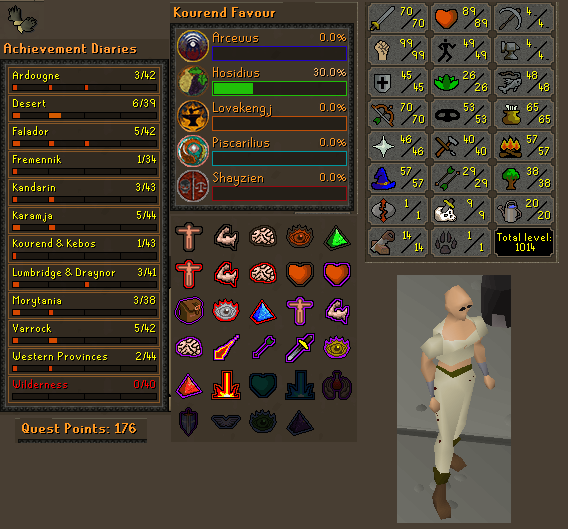 Achievement Diaries
Ardougne 3/42
Desert 6/39
Falador 5/42
Fremennik 1/34
Kandarin 3/43
Karamja 5/44
Kourend & Kebos 1/43
Lumbridge & Draynor 3/41
Morytania 3/38
Varrock 5/42
Western Provinces 2/44
Wilderness 0/40
Quest Points: 176
Kourend Favour
Arceuus 0.0%
Hosidius 30.0%
Lovakengj 0.0%
Piscarilius 0.0%
Shayzien 0.0%
70/70 89/89 4/4
99/99 49/49 4/4
45/45 26/26 48/48
70/70 53/53 65/65
46/46 40/40 57/57
57/57 29/29 38/38
1/1 9/9 20/20
14/14 1/1 Total level:
1014